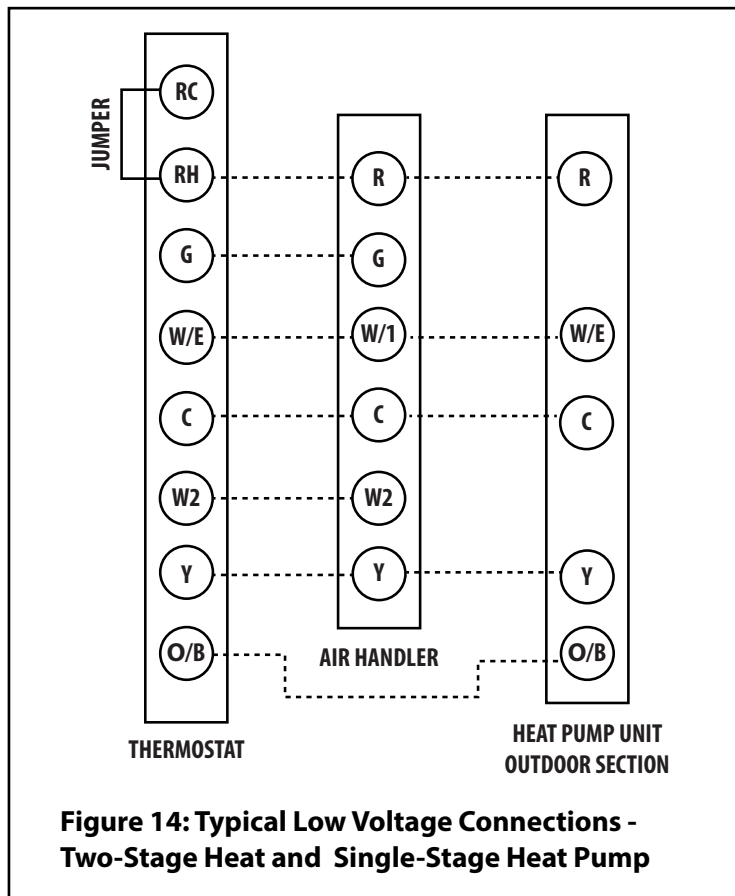 JUMPER
RC
RH
G
W/E
C
W2
Y
O/B
THERMOSTAT
R
G
W/1
C
W2
Y
AIR HANDLER
R
W/E
C
Y
O/B
HEAT PUMP UNIT
OUTDOOR SECTION
Figure 14: Typical Low Voltage Connections -
Two-Stage Heat and Single-Stage Heat Pump